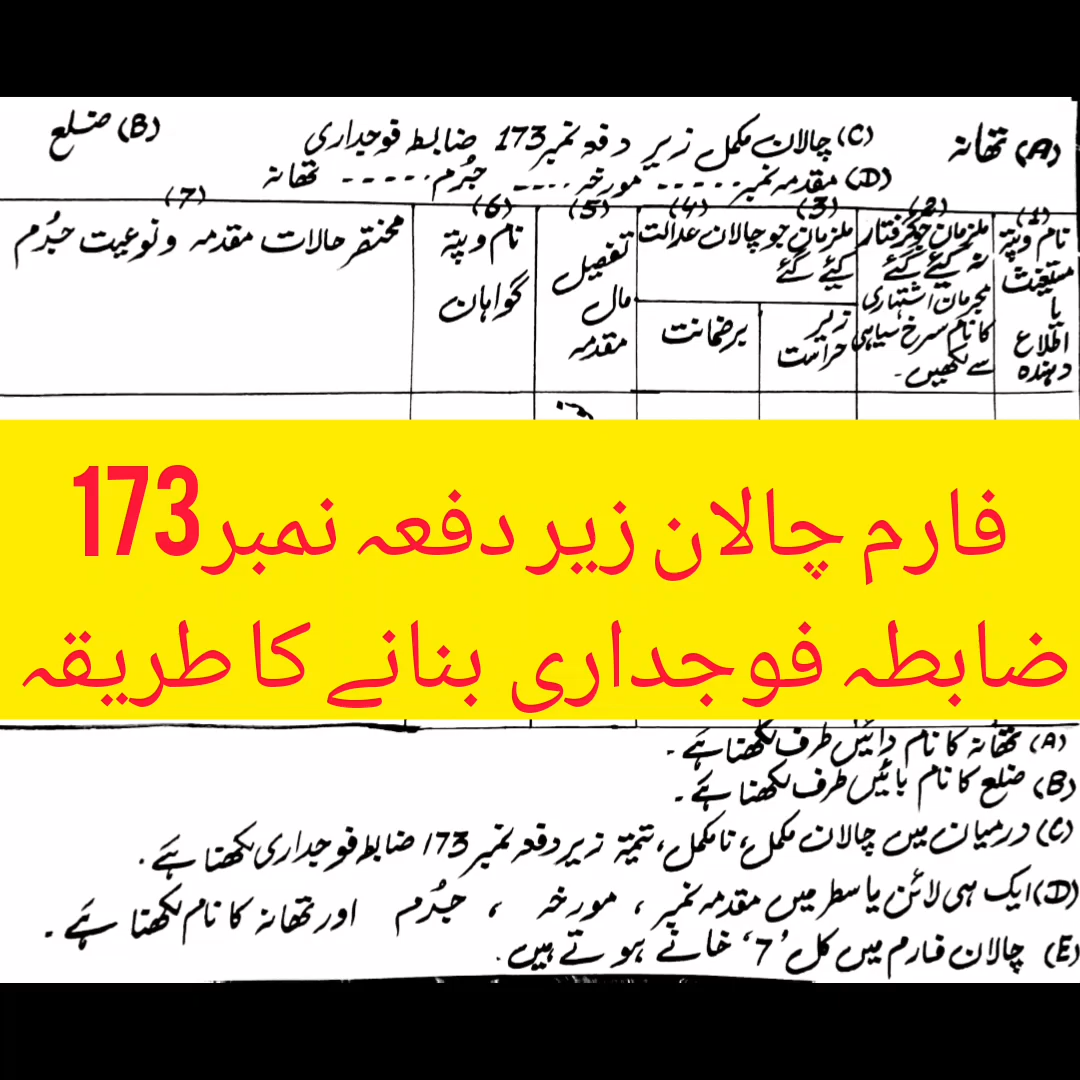 (A) تھانہ
(C) چالان مکمل زیر دفعہ نمبر 173 ضابطہ فوجداری
(B) ضلع
(D) مقدمہ نمبر ..... مورخہ .... جُرم ..... تھانہ
(1)
نام وپتہ
مستغیث
یا
اطلاع
دہندہ
(2)
ملزمان جو گرفتار
نہ کیئے گئے
مجرمان اشتہاری
کا نام سرخ سیاہی
سے لکھیں۔
(3) (4)
ملزمان جو چالان عدالت
کیئے گئے
زیر
حراست
برضمانت
(5)
تفصیل
مال
مقدمہ
(6)
نام و پتہ
گواہان
(7)
مختصر حالات مقدمہ و نوعیت جُرم
فارم چالان زیر دفعہ نمبر 173
ضابطہ فوجداری بنانے کا طریقہ
(A) تھانہ کا نام دائیں طرف لکھنا ہے۔
(B) ضلع کا نام بائیں طرف لکھنا ہے۔
(C) درمیان میں چالان مکمل، نامکمل، تتمیہ زیر دفعہ نمبر 173 ضابطہ فوجداری لکھنا ہے۔
(D) ایک ہی لائن یا سطر میں مقدمہ نمبر ، مورخہ ، جُرم اور تھانہ کا نام لکھنا ہے۔
(E) چالان فارم میں کل '7' خانے ہوتے ہیں۔